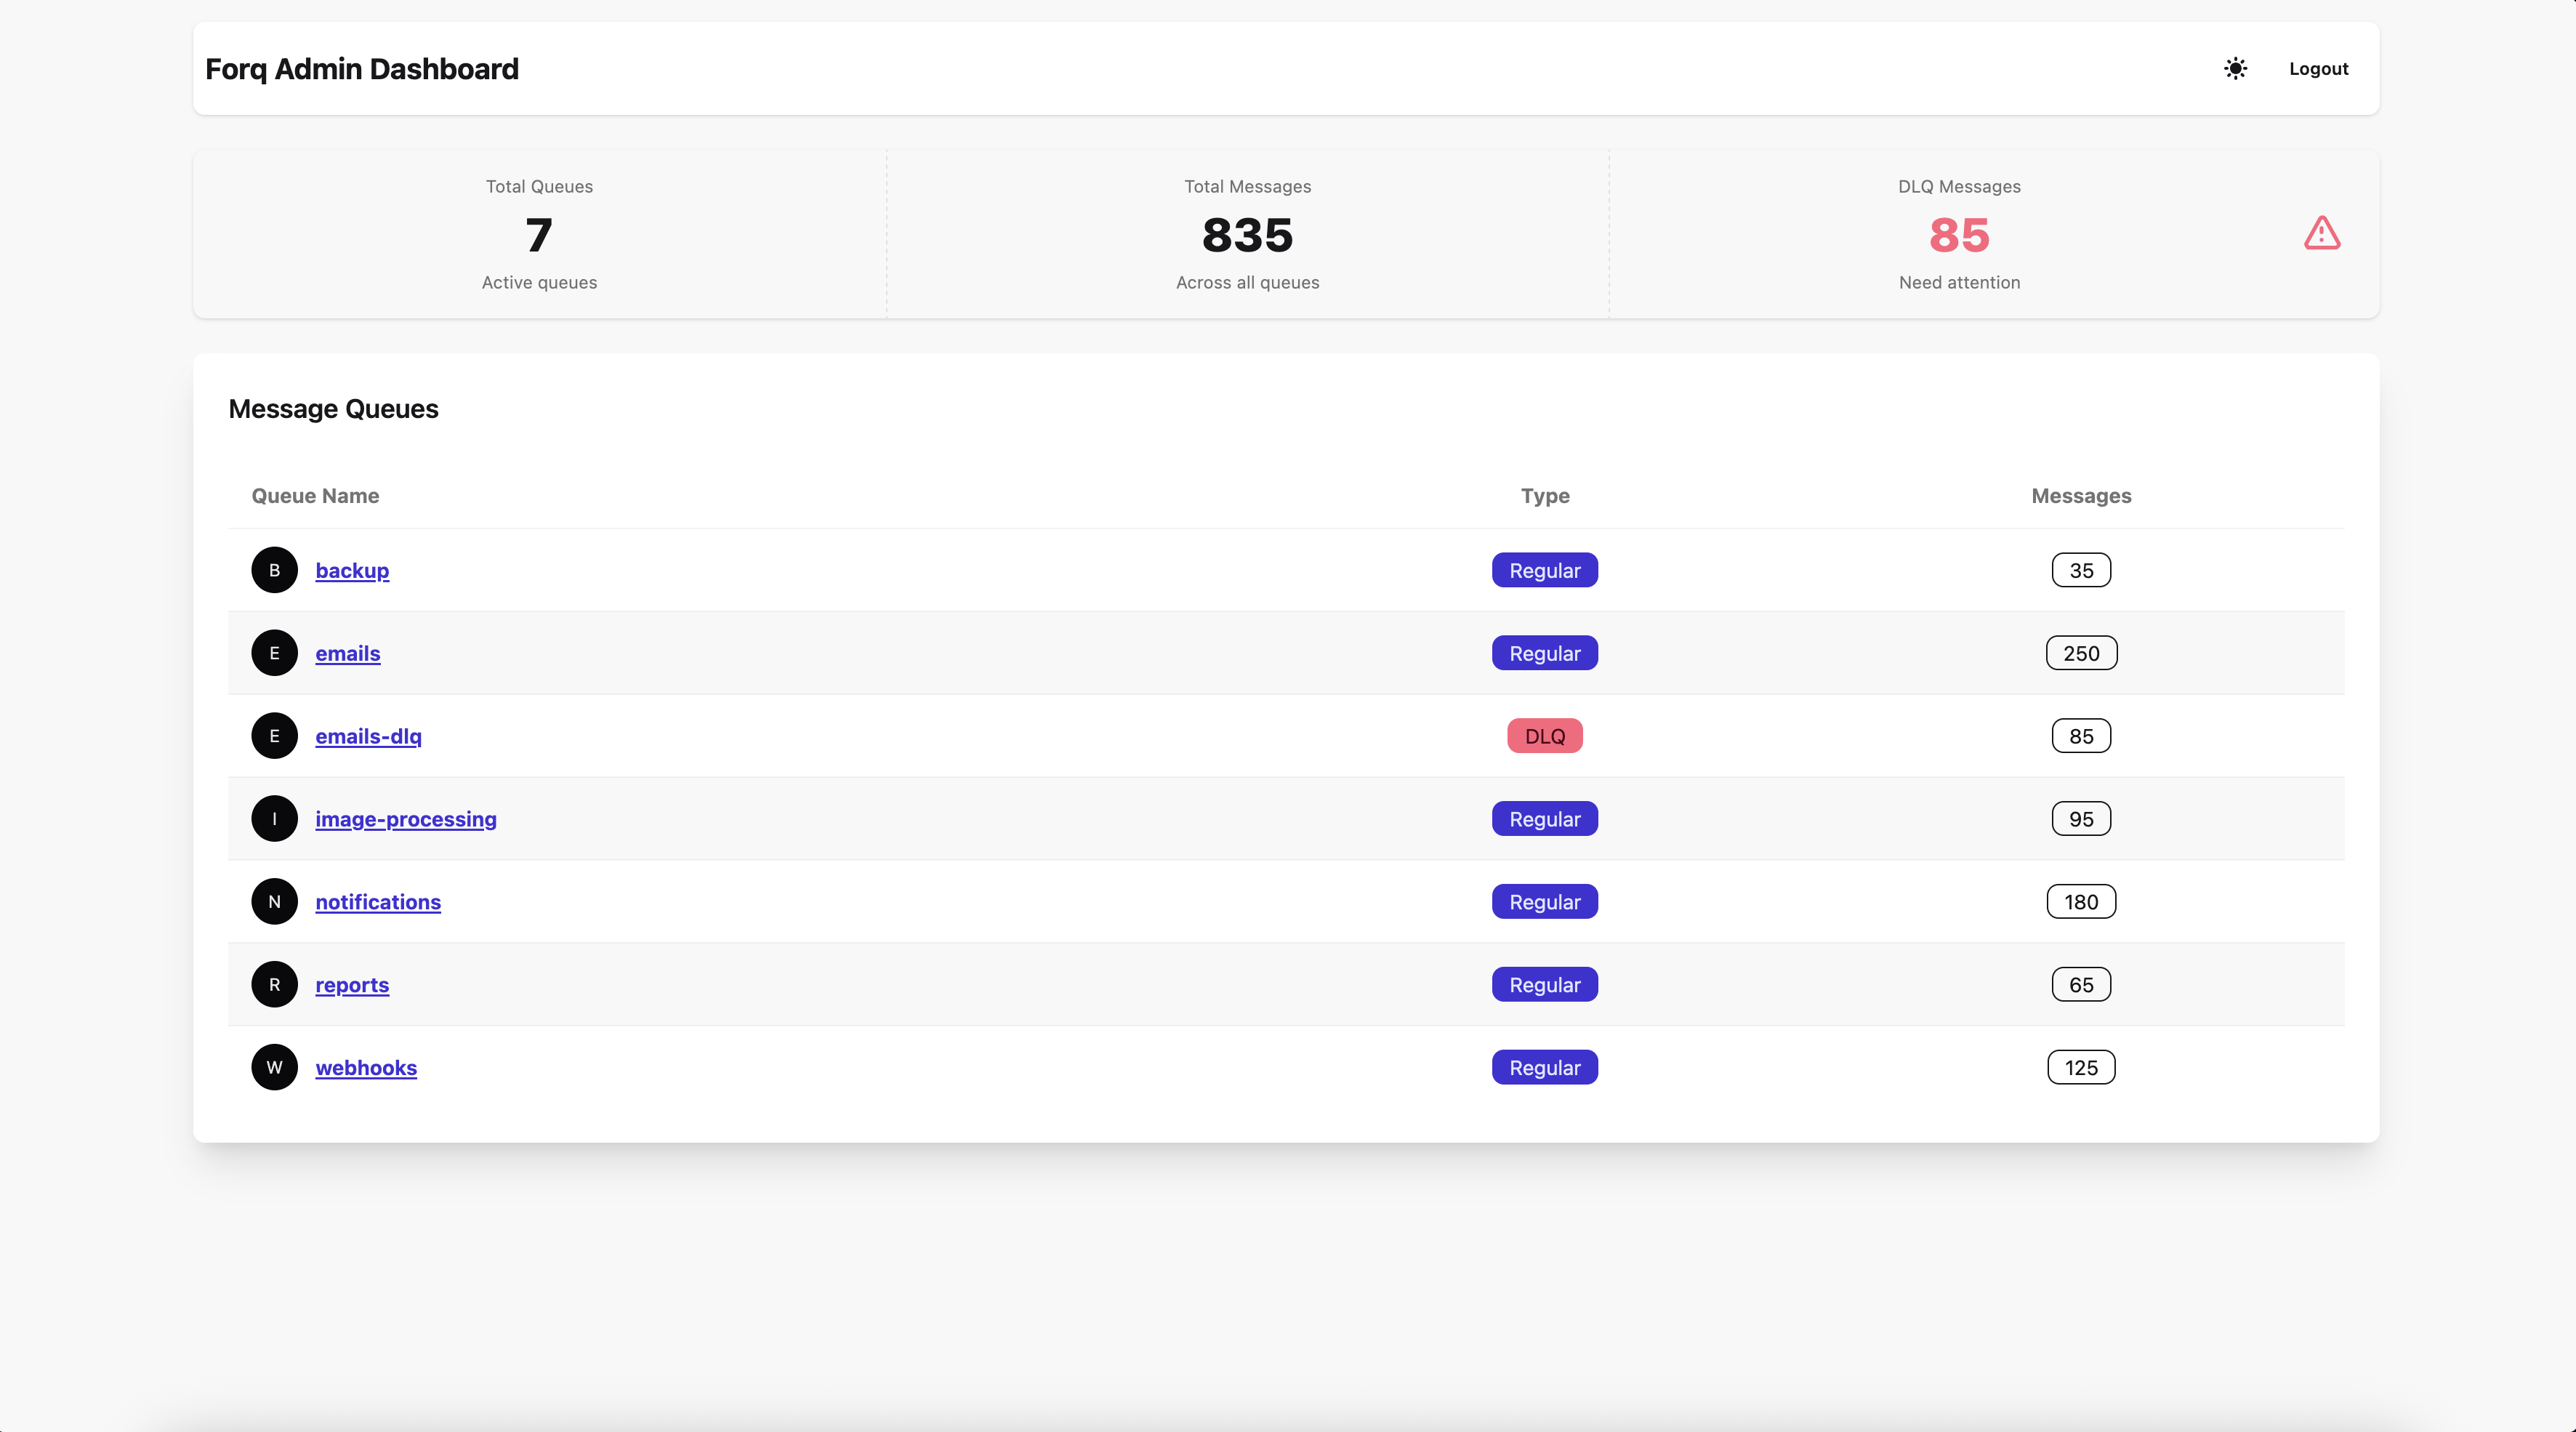 Forq Admin Dashboard Logout
Total Queues Total Messages DLQ Messages
7 835 85
Active queues Across all queues Need attention
Message Queues
Queue Name Type Messages
B backup Regular 35
E emails Regular 250
E emails-dlq DLQ 85
I image-processing Regular 95
N notifications Regular 180
R reports Regular 65
W webhooks Regular 125